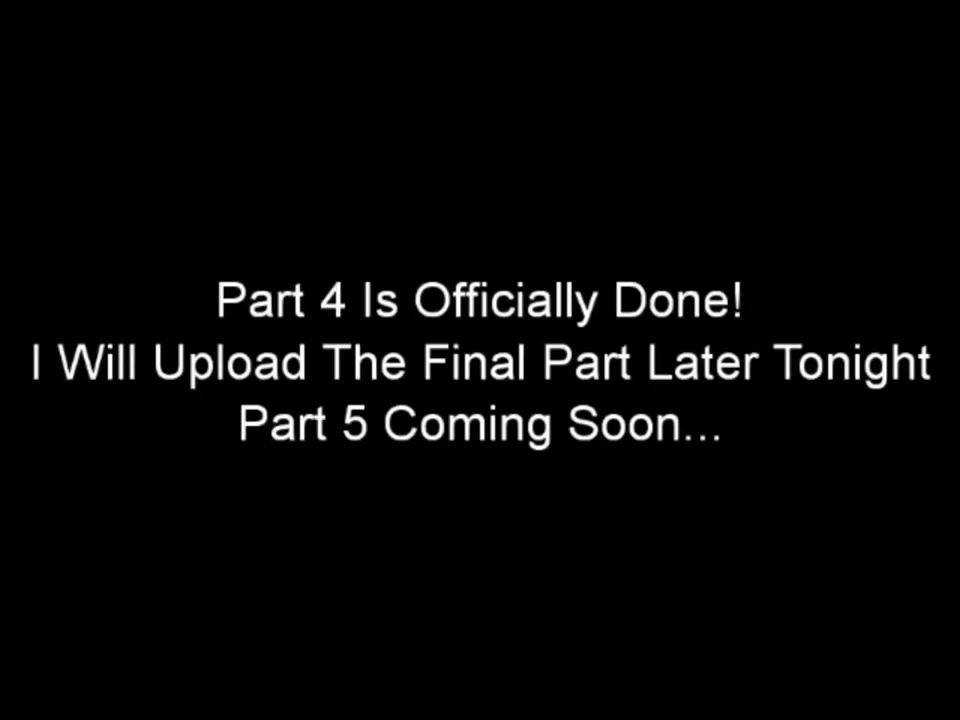 Part 4 Is Officially Done!
I Will Upload The Final Part Later Tonight
Part 5 Coming Soon...